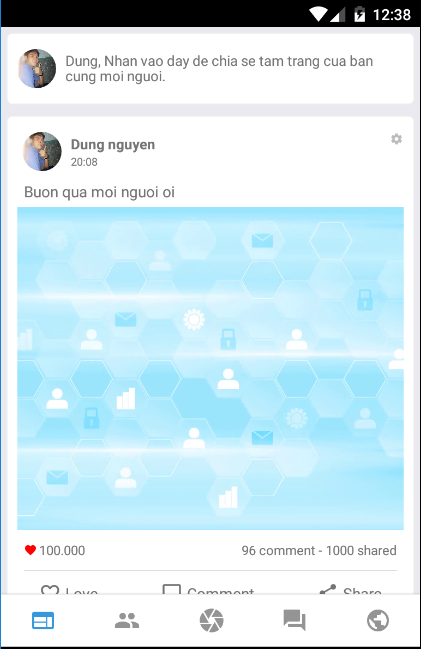 12:38
Dung, Nhan vao day de chia se tam trang cua ban
cung moi nguoi.
Dung nguyen
20:08
Buon qua moi nguoi oi
100.000 96 comment - 1000 shared
Love Comment Share